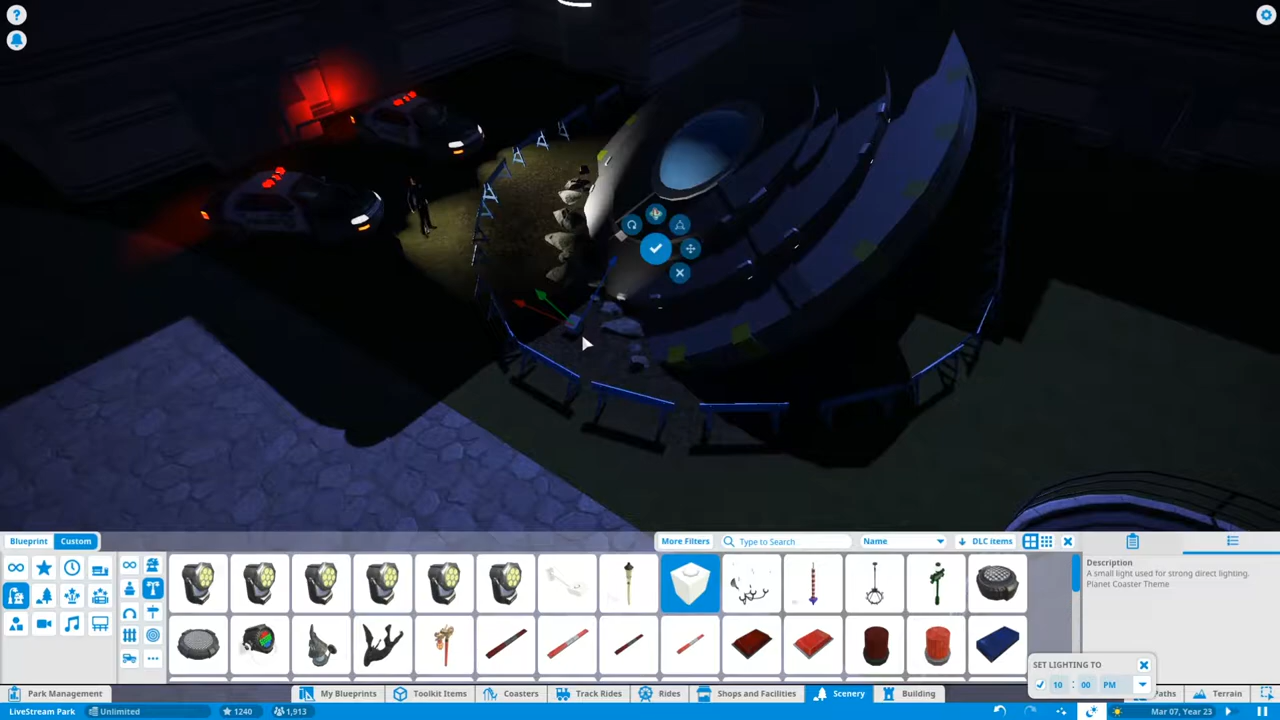 Blueprint Custom More Filters Type to Search Name DLC items
Description
A small light used for strong direct lighting.
Planet Coaster Theme
SET LIGHTING TO
10 : 00 PM
Park Management My Blueprints Toolkit Items Coasters Track Rides Rides Shops and Facilities Scenery Building Paths Terrain
LiveStream Park Unlimited 1240 1,913 Mar 07, Year 23